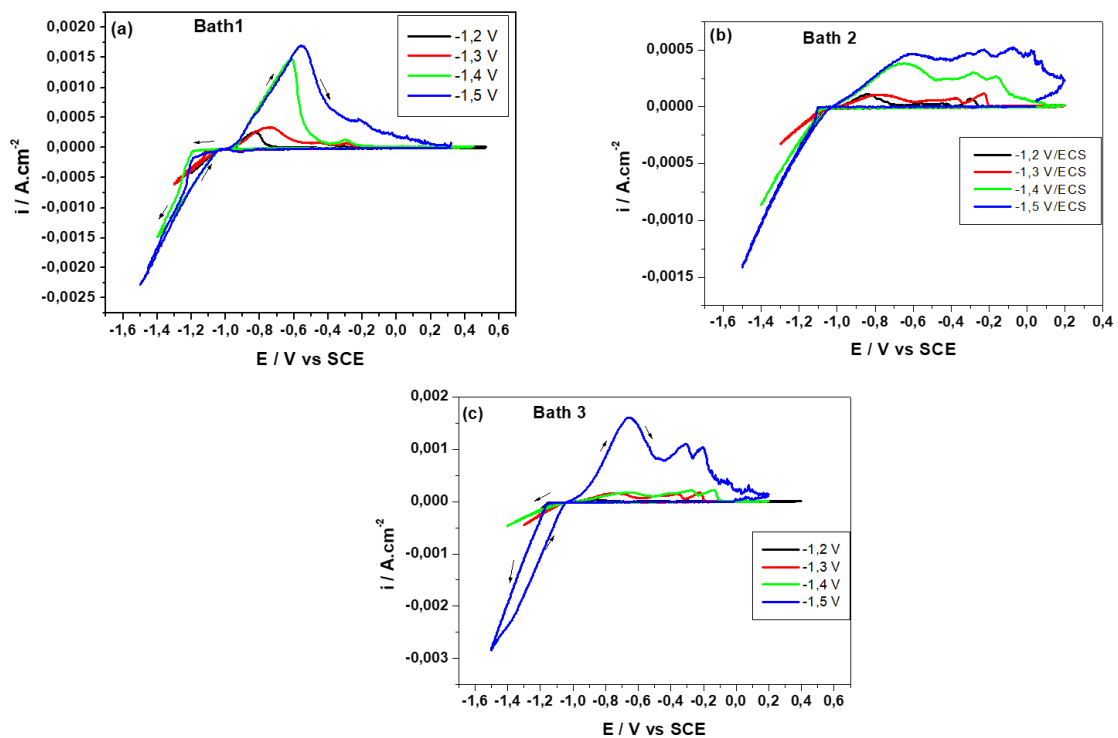 (a)
Bath1
-1,2 V
-1,3 V
-1,4 V
-1,5 V
0,0020
0,0015
0,0010
0,0005
0,0000
-0,0005
-0,0010
-0,0015
-0,0020
-0,0025
i / A.cm-2
-1,6 -1,4 -1,2 -1,0 -0,8 -0,6 -0,4 -0,2 0,0 0,2 0,4 0,6
E / V vs SCE
(b)
Bath 2
0,0005
0,0000
-0,0005
-0,0010
-0,0015
i / A.cm-2
-1,2 V/ECS
-1,3 V/ECS
-1,4 V/ECS
-1,5 V/ECS
-1,6 -1,4 -1,2 -1,0 -0,8 -0,6 -0,4 -0,2 0,0 0,2 0,4
E / V vs SCE
(c)
Bath 3
0,002
0,001
0,000
-0,001
-0,002
-0,003
i / A.cm-2
-1,2 V
-1,3 V
-1,4 V
-1,5 V
-1,6 -1,4 -1,2 -1,0 -0,8 -0,6 -0,4 -0,2 0,0 0,2 0,4 0,6
E / V vs SCE